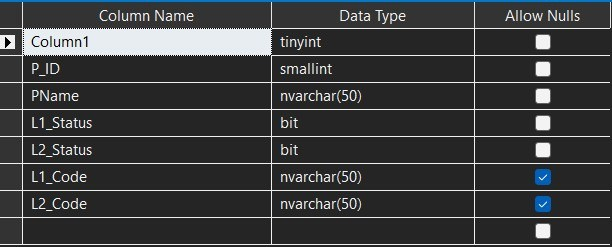 Column Name Data Type Allow Nulls
Column1 tinyint
P_ID smallint
PName nvarchar(50)
L1_Status bit
L2_Status bit
L1_Code nvarchar(50)
L2_Code nvarchar(50)